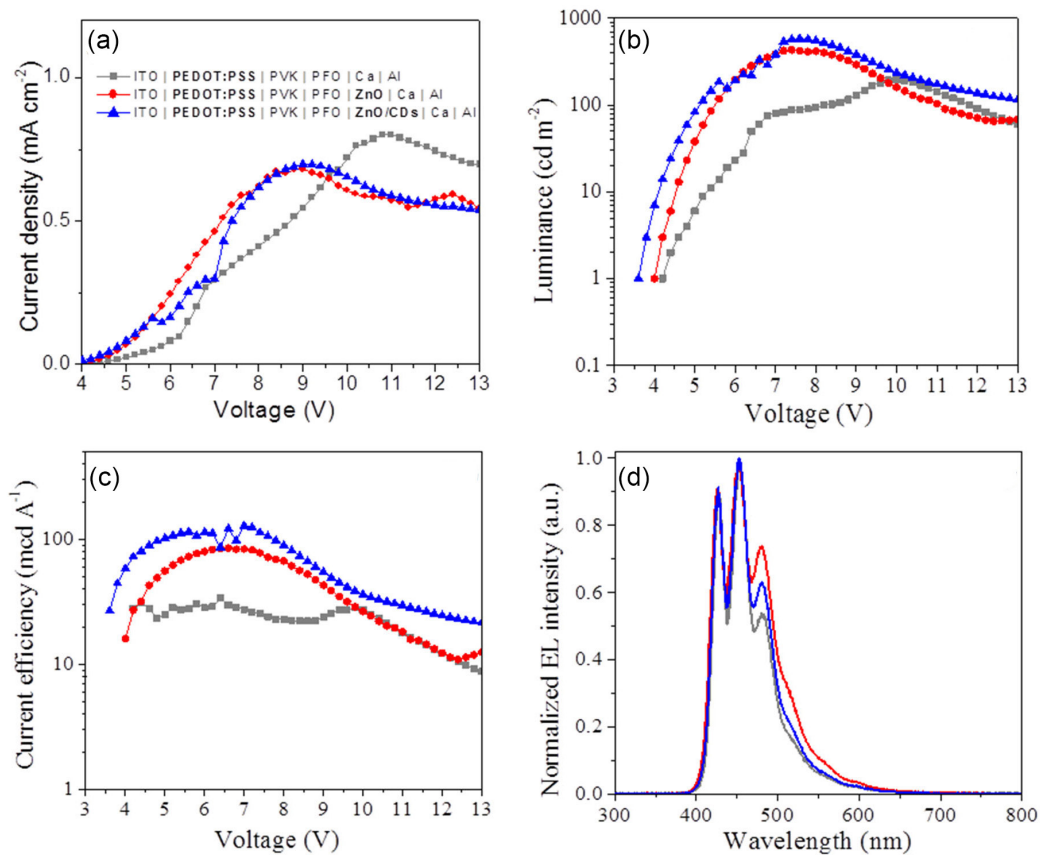 (a)
ITO | PEDOT:PSS | PVK | PFO | Ca | Al
ITO | PEDOT:PSS | PVK | PFO | ZnO | Ca | Al
ITO | PEDOT:PSS | PVK | PFO | ZnO/CDs | Ca | Al
Current density (mA cm-2)
1.0
0.5
0.0
4 5 6 7 8 9 10 11 12 13
Voltage (V)
(b)
Luminance (cd m-2)
1000
100
10
1
0.1
3 4 5 6 7 8 9 10 11 12 13
Voltage (V)
(c)
Current efficiency (mcd A-1)
100
10
1
3 4 5 6 7 8 9 10 11 12 13
Voltage (V)
(d)
Normalized EL intensity (a.u.)
1.0
0.8
0.6
0.4
0.2
0.0
300 400 500 600 700 800
Wavelength (nm)